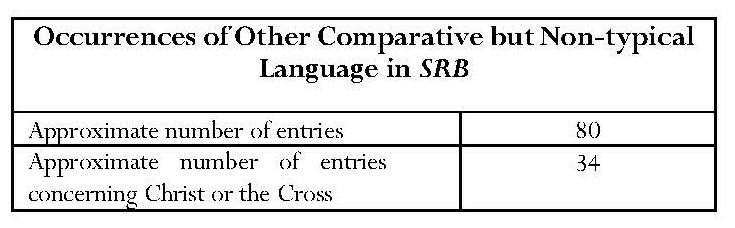 Occurrences of Other Comparative but Non-typical
Language in SRB
Approximate number of entries 80
Approximate number of entries 34
concerning Christ or the Cross